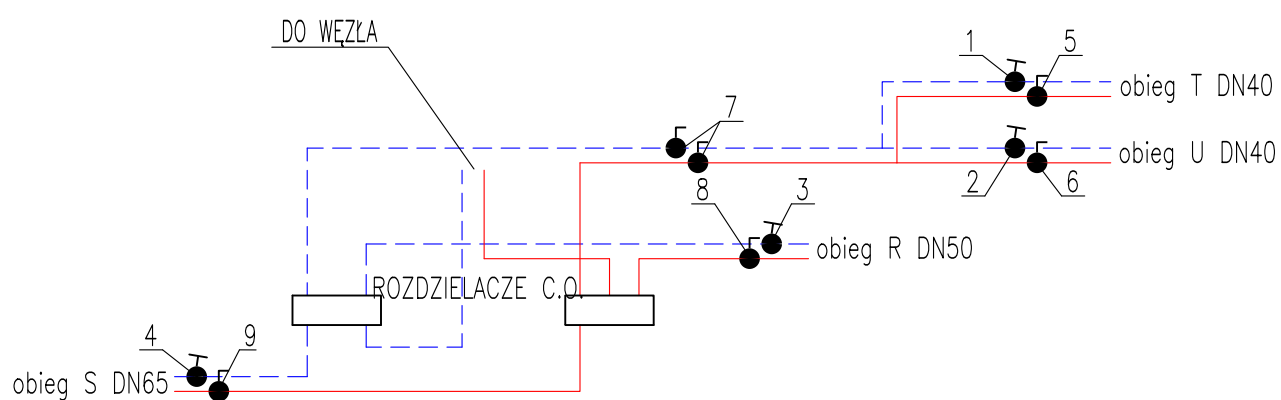 DO WĘZŁA
1
5
obieg T DN40
7
obieg U DN40
2
6
8
3
obieg R DN50
ROZDZIELACZE C.O.
4
9
obieg S DN65